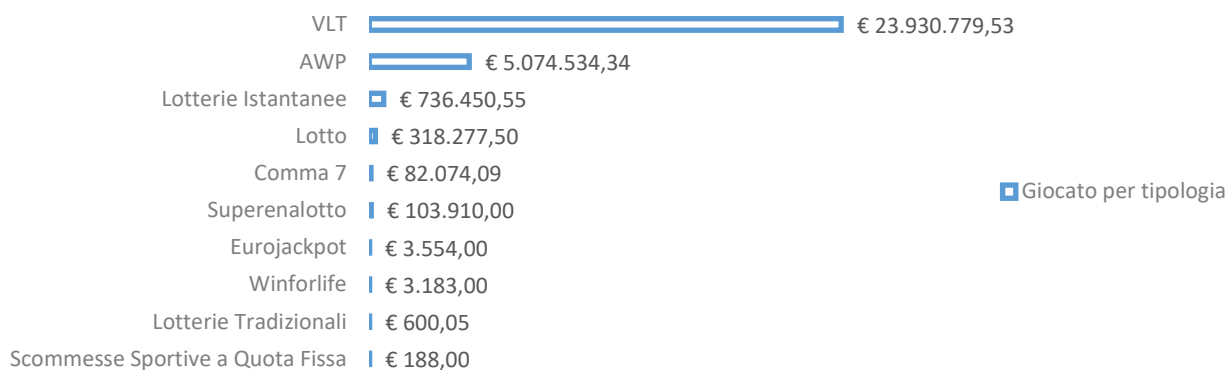 VLT € 23.930.779,53
AWP € 5.074.534,34
Lotterie Istantanee € 736.450,55
Lotto € 318.277,50
Comma 7 € 82.074,09
Superenalotto € 103.910,00
Giocato per tipologia
Eurojackpot € 3.554,00
Winforlife € 3.183,00
Lotterie Tradizionali € 600,05
Scommesse Sportive a Quota Fissa € 188,00